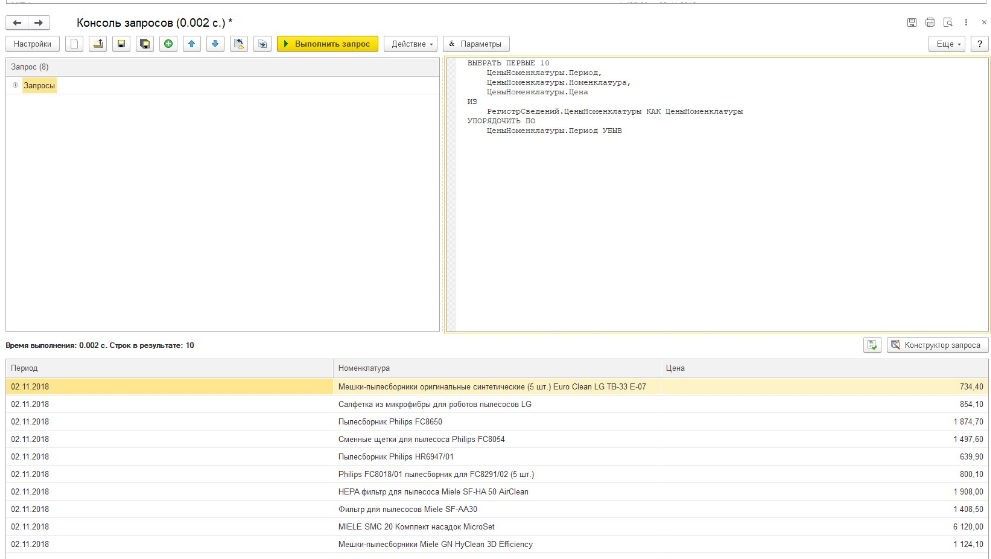 Консоль запросов (0.002 с.) *
Настройки
Выполнить запрос
Действие
& Параметры
Еще
?
Запрос (8)
Запросы
ВЫБРАТЬ ПЕРВЫЕ 10
ЦеныНоменклатуры.Период,
ЦеныНоменклатуры.Номенклатура,
ЦеныНоменклатуры.Цена
ИЗ
РегистрСведений.ЦеныНоменклатуры КАК ЦеныНоменклатуры
УПОРЯДОЧИТЬ ПО
ЦеныНоменклатуры.Период УБЫВ
Время выполнения: 0.002 с. Строк в результате: 10
Конструктор запроса
Период Номенклатура Цена
02.11.2018 Мешки-пылесборники оригинальные синтетические (5 шт.) Euro Clean LG TB-33 E-07 734,40
02.11.2018 Салфетка из микрофибры для роботов пылесосов LG 854,10
02.11.2018 Пылесборник Philips FC8650 1 874,70
02.11.2018 Сменные щетки для пылесоса Philips FC8054 1 497,60
02.11.2018 Пылесборник Philips HR6947/01 639,90
02.11.2018 Philips FC8018/01 пылесборник для FC8291/02 (5 шт.) 800,10
02.11.2018 HEPA фильтр для пылесоса Miele SF-HA 50 AirClean 1 908,00
02.11.2018 Фильтр для пылесосов Miele SF-AA30 1 408,50
02.11.2018 MIELE SMC 20 Комплект насадок MicroSet 6 120,00
02.11.2018 Мешки-пылесборники Miele GN HyClean 3D Efficiency 1 124,10